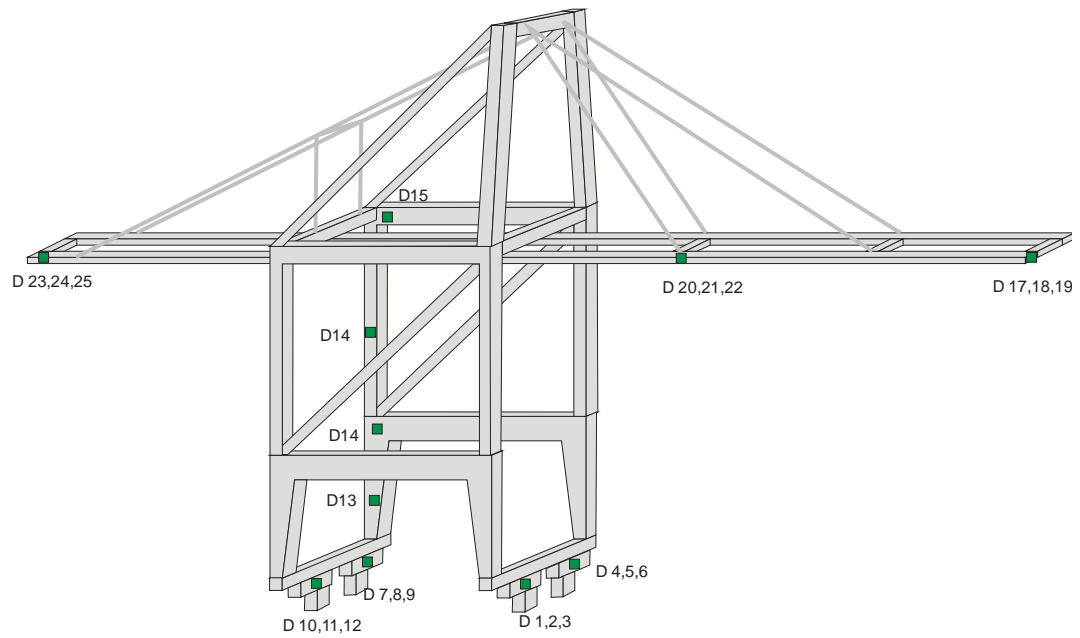 D15
D 23,24,25
D 20,21,22
D 17,18,19
D14
D14
D13
D 4,5,6
D 7,8,9
D 10,11,12
D 1,2,3